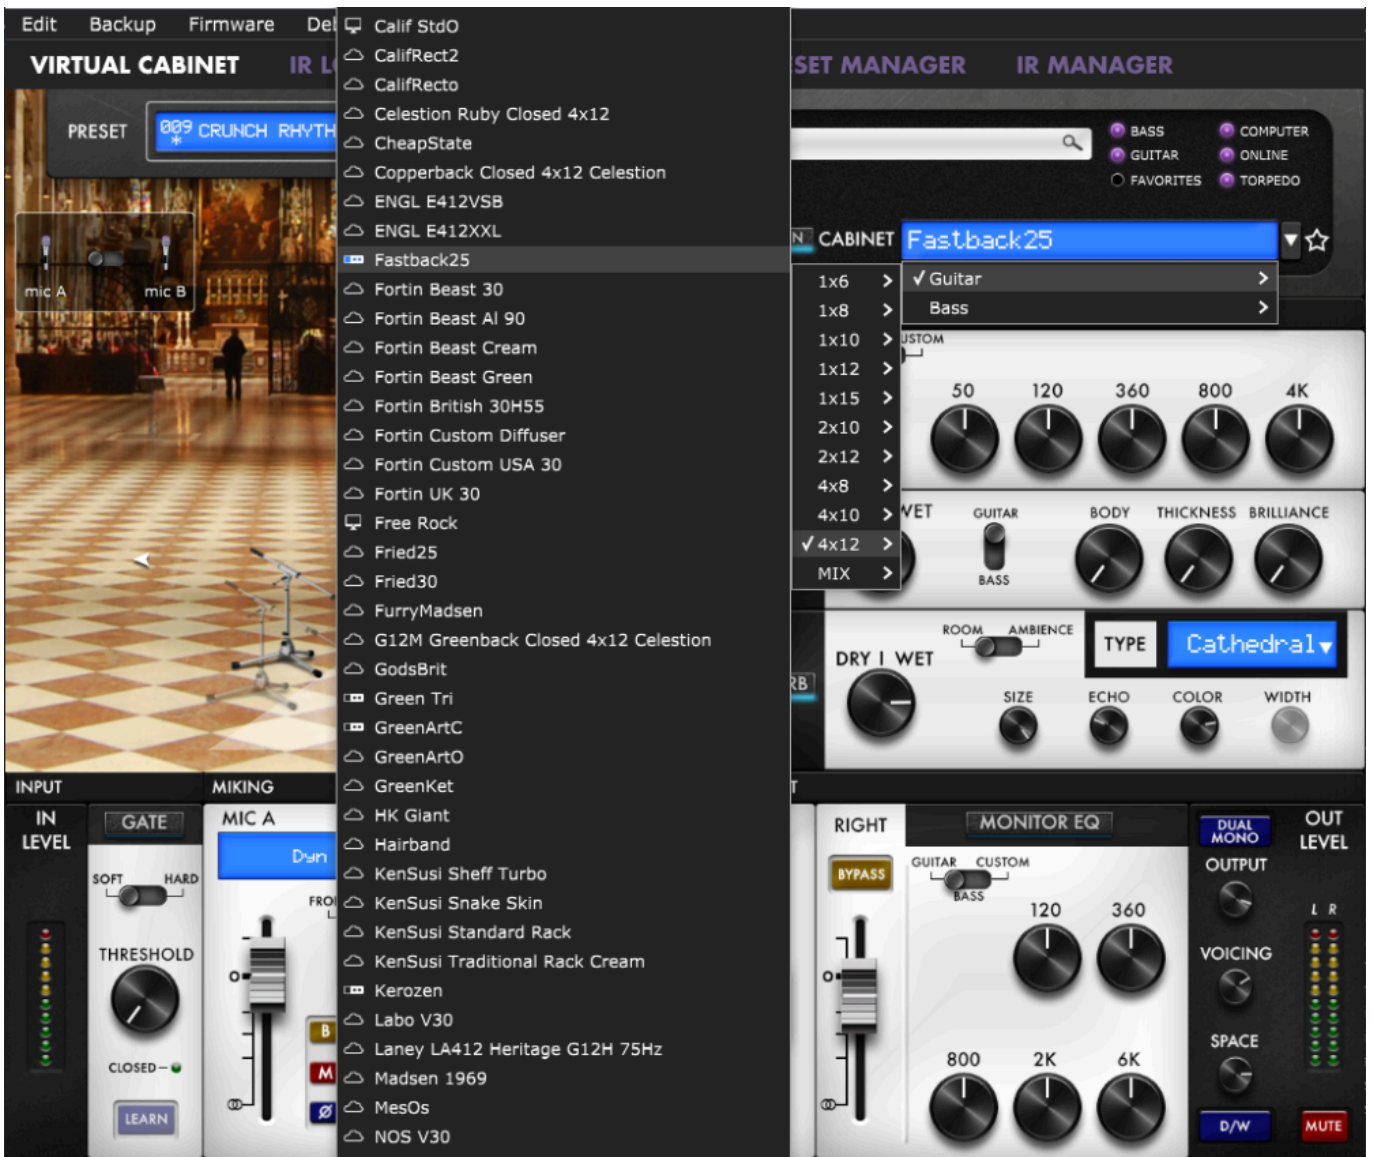 Edit Backup Firmware
VIRTUAL CABINET SET MANAGER IR MANAGER
PRESET 009 CRUNCH RHYTH
*
mic A mic B
Calif StdO
CalifRect2
CalifRecto
Celestion Ruby Closed 4x12
CheapState
Copperback Closed 4x12 Celestion
ENGL E412VSB
ENGL E412XXL
Fastback25
Fortin Beast 30
Fortin Beast Al 90
Fortin Beast Cream
Fortin Beast Green
Fortin British 30H55
Fortin Custom Diffuser
Fortin Custom USA 30
Fortin UK 30
Free Rock
Fried25
Fried30
FurryMadsen
G12M Greenback Closed 4x12 Celestion
GodsBrit
Green Tri
GreenArtC
GreenArtO
GreenKet
HK Giant
Hairband
KenSusi Sheff Turbo
KenSusi Snake Skin
KenSusi Standard Rack
KenSusi Traditional Rack Cream
Kerozen
Labo V30
Laney LA412 Heritage G12H 75Hz
Madsen 1969
MesOs
NOS V30
BASS COMPUTER
GUITAR ONLINE
FAVORITES TORPEDO
CABINET Fastback25
1x6
1x8
1x10
1x12
1x15
2x10
2x12
4x8
4x10
✓ 4x12
MIX
✓ Guitar
Bass
50 120 360 800 4K
GUITAR BODY THICKNESS BRILLIANCE
BASS
ROOM AMBIENCE TYPE Cathedral
DRY | WET
SIZE ECHO COLOR WIDTH
INPUT MIKING
IN LEVEL
GATE
SOFT HARD
THRESHOLD
CLOSED
LEARN
MIC A
Dyn
0
B
M
Ø
RIGHT
BYPASS
0
MONITOR EQ
GUITAR CUSTOM
BASS
120 360
800 2K 6K
DUAL MONO
OUT LEVEL
OUTPUT
L R
VOICING
SPACE
D/W MUTE